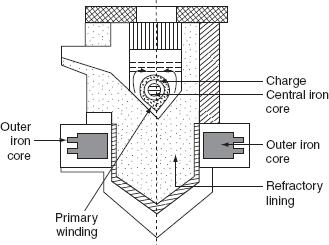 Charge
Central iron
core
Outer
iron
core
Outer iron
core
Refractory
lining
Primary
winding